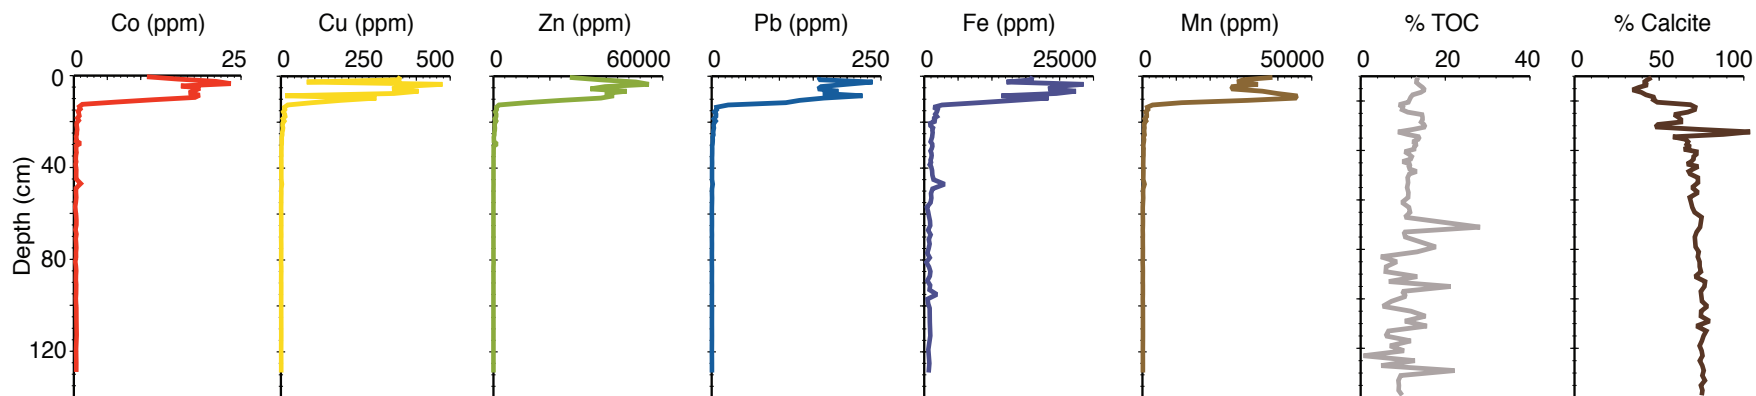 Co (ppm) Cu (ppm) Zn (ppm) Pb (ppm) Fe (ppm) Mn (ppm) % TOC % Calcite
0 25 0 250 500 0 60000 0 250 0 25000 0 50000 0 20 40 0 50 100
0
40
80
120
Depth (cm)